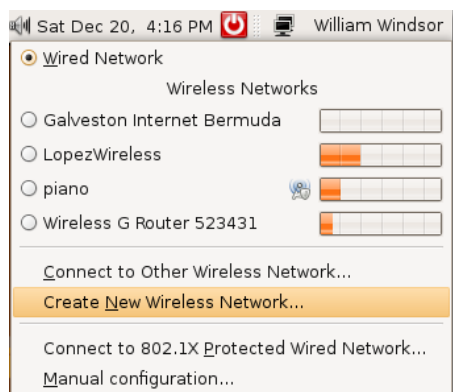 Sat Dec 20, 4:16 PM William Windsor
Wired Network
Wireless Networks
Galveston Internet Bermuda
LopezWireless
piano
Wireless G Router 523431
Connect to Other Wireless Network...
Create New Wireless Network...
Connect to 802.1X Protected Wired Network...
Manual configuration...